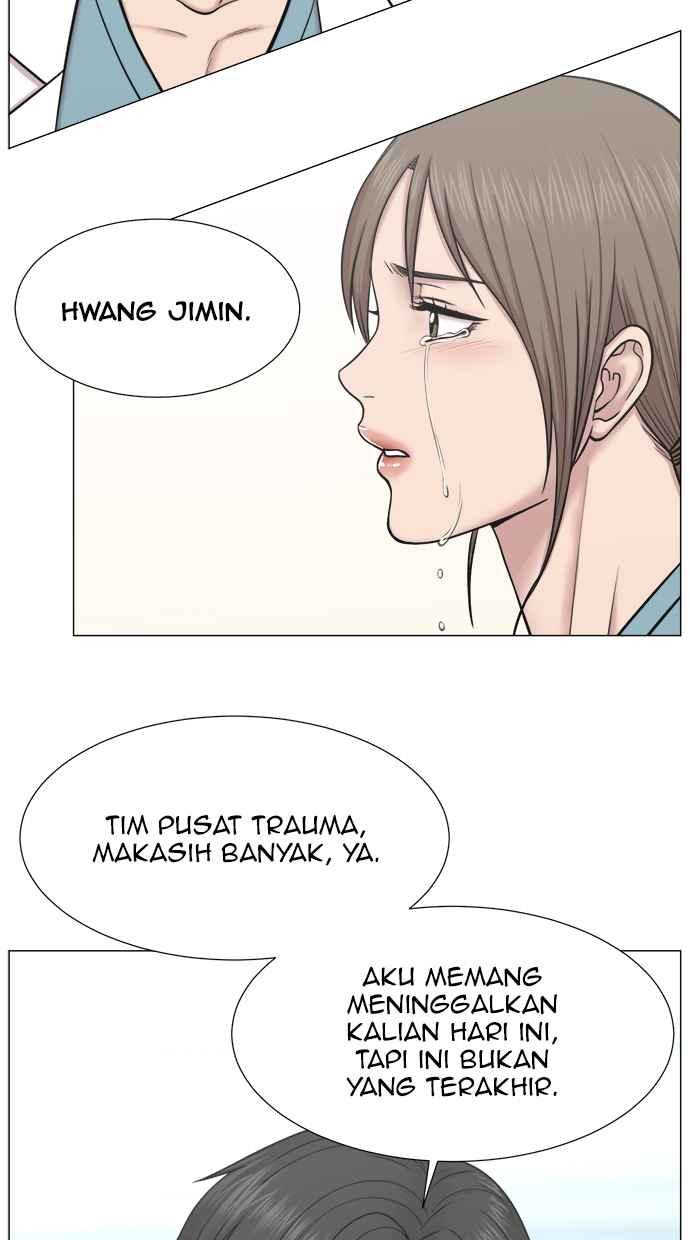 HWANG JIMIN.
TIM PUSAT TRAUMA,
MAKASIH BANYAK, YA.
AKU MEMANG
MENINGGALKAN
KALIAN HARI INI,
TAPI INI BUKAN
YANG TERAKHIR.